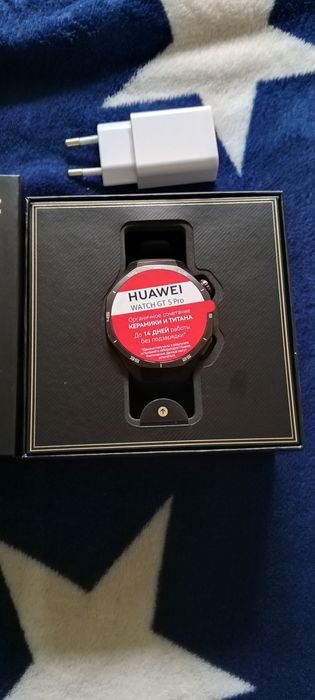 HUAWEI
WATCH GT 5 Pro
Органичное сочетание
КЕРАМИКИ И ТИТАНА
До 14 ДНЕЙ работы
без подзарядки*